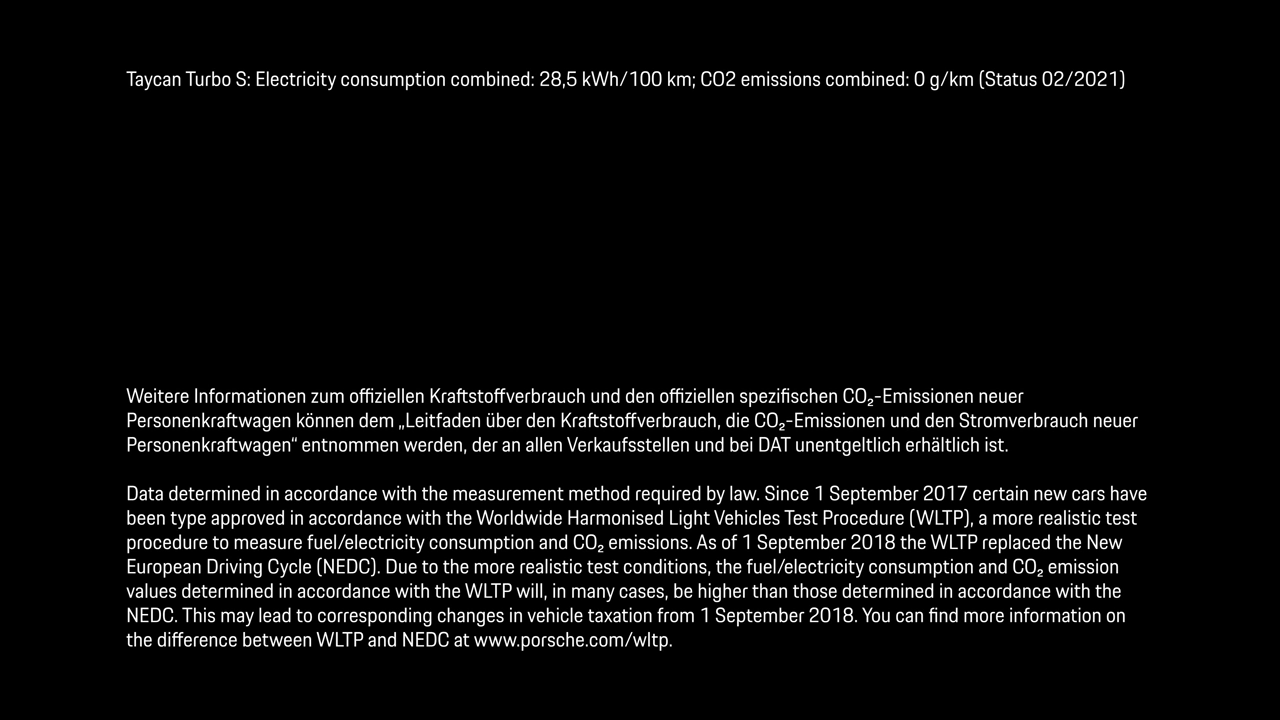 Taycan Turbo S: Electricity consumption combined: 28,5 kWh/100 km; CO2 emissions combined: 0 g/km (Status 02/2021)
Weitere Informationen zum offiziellen Kraftstoffverbrauch und den offiziellen spezifischen CO₂-Emissionen neuer
Personenkraftwagen können dem „Leitfaden über den Kraftstoffverbrauch, die CO₂-Emissionen und den Stromverbrauch neuer
Personenkraftwagen“ entnommen werden, der an allen Verkaufsstellen und bei DAT unentgeltlich erhältlich ist.
Data determined in accordance with the measurement method required by law. Since 1 September 2017 certain new cars have
been type approved in accordance with the Worldwide Harmonised Light Vehicles Test Procedure (WLTP), a more realistic test
procedure to measure fuel/electricity consumption and CO₂ emissions. As of 1 September 2018 the WLTP replaced the New
European Driving Cycle (NEDC). Due to the more realistic test conditions, the fuel/electricity consumption and CO₂ emission
values determined in accordance with the WLTP will, in many cases, be higher than those determined in accordance with the
NEDC. This may lead to corresponding changes in vehicle taxation from 1 September 2018. You can find more information on
the difference between WLTP and NEDC at www.porsche.com/wltp.